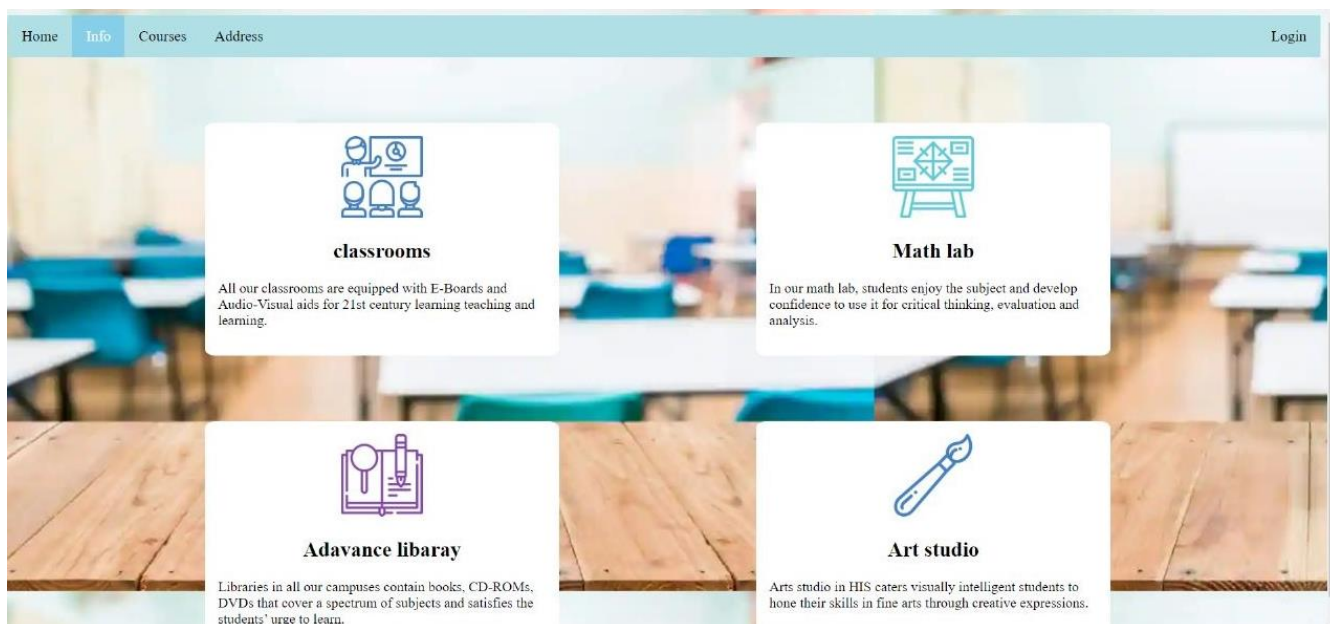 Home Info Courses Address Login
classrooms
All our classrooms are equipped with E-Boards and
Audio-Visual aids for 21st century learning teaching and
learning.
Math lab
In our math lab, students enjoy the subject and develop
confidence to use it for critical thinking, evaluation and
analysis.
Adavance libaray
Libraries in all our campuses contain books, CD-ROMs,
DVDs that cover a spectrum of subjects and satisfies the
students' urge to learn.
Art studio
Arts studio in HIS caters visually intelligent students to
hone their skills in fine arts through creative expressions.